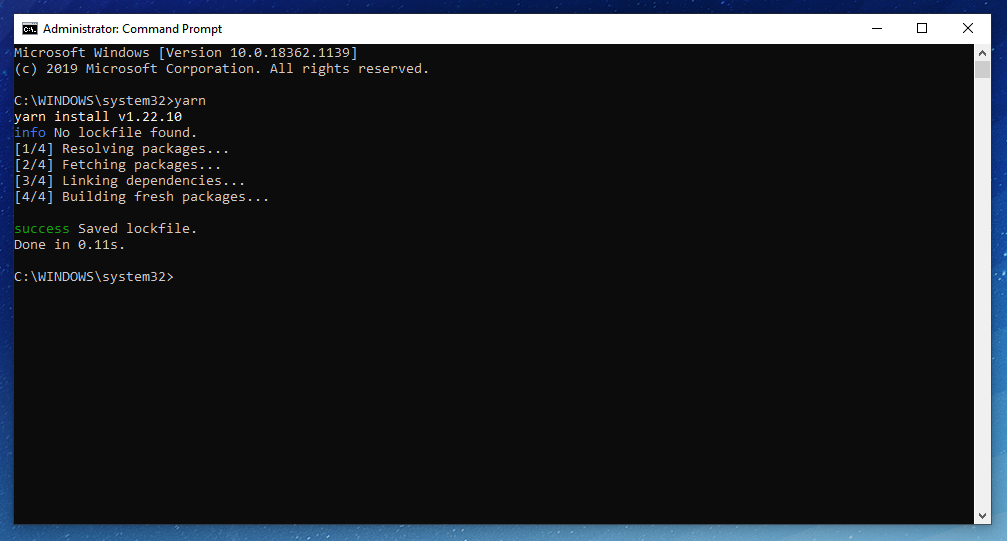 Administrator: Command Prompt
Microsoft Windows [Version 10.0.18362.1139]
(c) 2019 Microsoft Corporation. All rights reserved.
C:\WINDOWS\system32>yarn
yarn install v1.22.10
info No lockfile found.
[1/4] Resolving packages...
[2/4] Fetching packages...
[3/4] Linking dependencies...
[4/4] Building fresh packages...
success Saved lockfile.
Done in 0.11s.
C:\WINDOWS\system32>